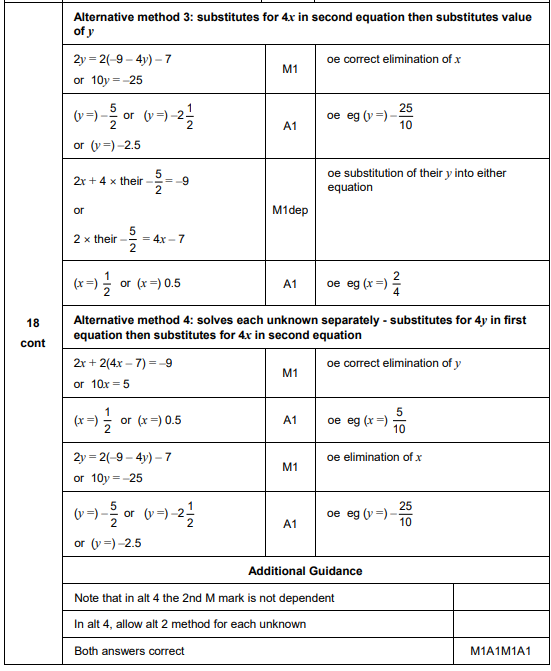 Alternative method 3: substitutes for 4x in second equation then substitutes value
of y
2y = 2(–9 – 4y) – 7
or 10y = –25
M1
oe correct elimination of x
(y =) –5/2 or (y =) –2 1/2
or (y =) –2.5
A1
oe eg (y =) –25/10
2x + 4 × their –5/2 = –9
or
2 × their –5/2 = 4x – 7
M1dep
oe substitution of their y into either
equation
(x =) 1/2 or (x =) 0.5
A1
oe eg (x =) 2/4
18
cont
Alternative method 4: solves each unknown separately - substitutes for 4y in first
equation then substitutes for 4x in second equation
2x + 2(4x – 7) = –9
or 10x = 5
M1
oe correct elimination of y
(x =) 1/2 or (x =) 0.5
A1
oe eg (x =) 5/10
2y = 2(–9 – 4y) – 7
or 10y = –25
M1
oe elimination of x
(y =) –5/2 or (y =) –2 1/2
or (y =) –2.5
A1
oe eg (y =) –25/10
Additional Guidance
Note that in alt 4 the 2nd M mark is not dependent
In alt 4, allow alt 2 method for each unknown
Both answers correct
M1A1M1A1